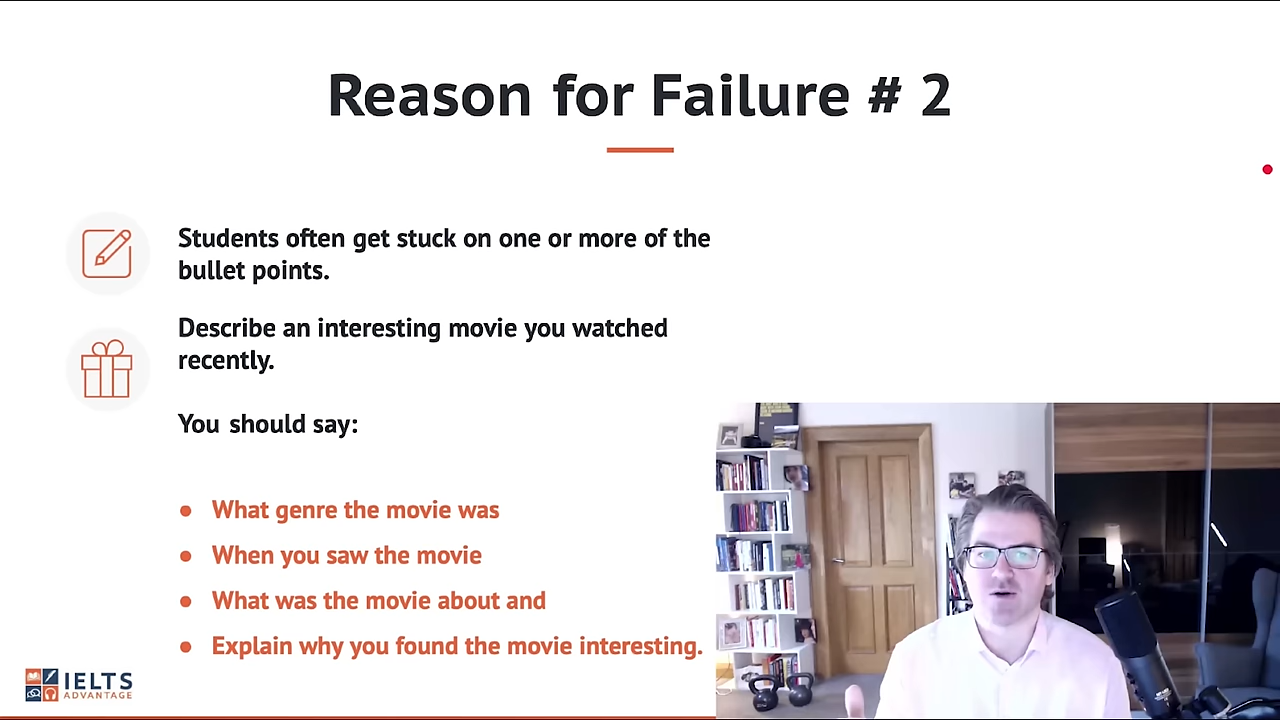 Reason for Failure # 2
Students often get stuck on one or more of the
bullet points.
Describe an interesting movie you watched
recently.
You should say:
● What genre the movie was
● When you saw the movie
● What was the movie about and
● Explain why you found the movie interesting.
IELTS
ADVANTAGE